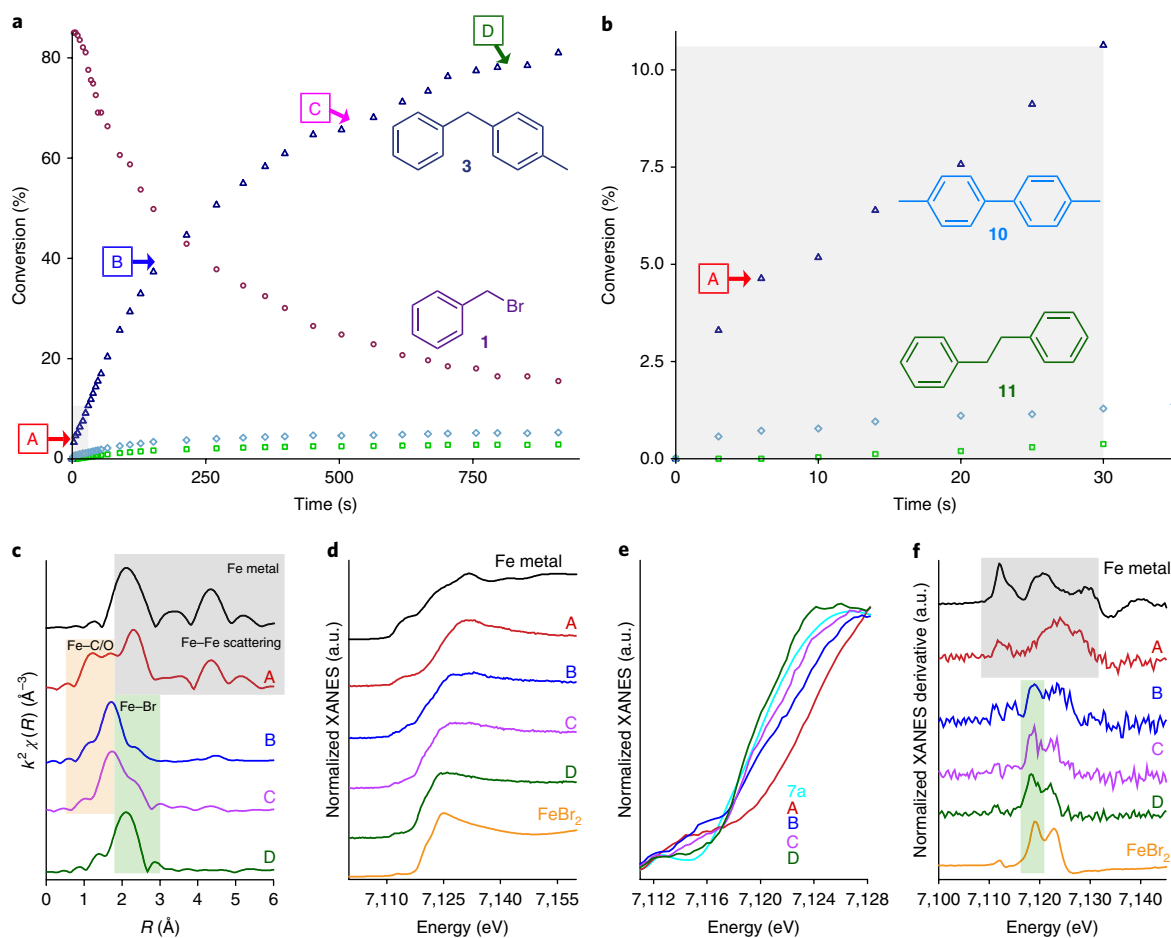 a
Conversion (%)
80
60
40
20
0
0
250
500
750
Time (s)
A
B
C
D
3
Br
1
b
Conversion (%)
10.0
7.5
5.0
2.5
0.0
0
10
20
30
Time (s)
A
10
11
c
k² χ(R) (Å⁻³)
Fe metal
Fe–C/O
Fe–Fe scattering
A
Fe–Br
B
C
D
0
1
2
3
4
5
6
R (Å)
d
Normalized XANES (a.u.)
Fe metal
A
B
C
D
FeBr₂
7,110
7,125
7,140
7,155
Energy (eV)
e
Normalized XANES (a.u.)
7a
A
B
C
D
7,112
7,116
7,120
7,124
7,128
Energy (eV)
f
Normalized XANES derivative (a.u.)
Fe metal
A
B
C
D
FeBr₂
7,100
7,110
7,120
7,130
7,140
Energy (eV)